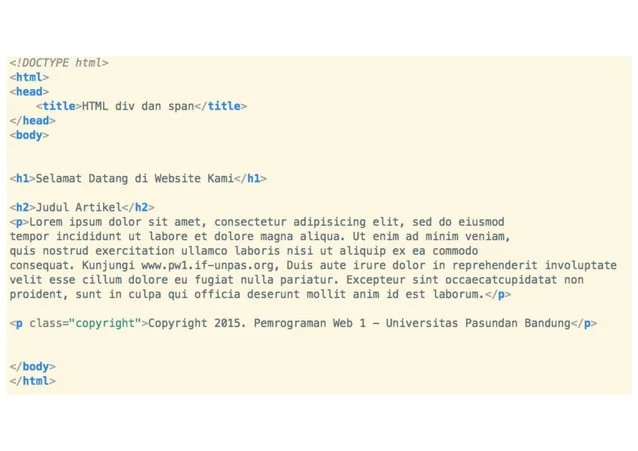 <!DOCTYPE html>
<html>
<head>
    <title>HTML div dan span</title>
</head>
<body>
<h1>Selamat Datang di Website Kami</h1>
<h2>Judul Artikel</h2>
<p>Lorem ipsum dolor sit amet, consectetur adipisicing elit, sed do eiusmod
tempor incididunt ut labore et dolore magna aliqua. Ut enim ad minim veniam,
quis nostrud exercitation ullamco laboris nisi ut aliquip ex ea commodo
consequat. Kunjungi www.pw1.if-unpas.org, Duis aute irure dolor in reprehenderit involuptate
velit esse cillum dolore eu fugiat nulla pariatur. Excepteur sint occaecatcupidatat non
proident, sunt in culpa qui officia deserunt mollit anim id est laborum.</p>
<p class="copyright">Copyright 2015. Pemrograman Web 1 - Universitas Pasundan Bandung</p>
</body>
</html>